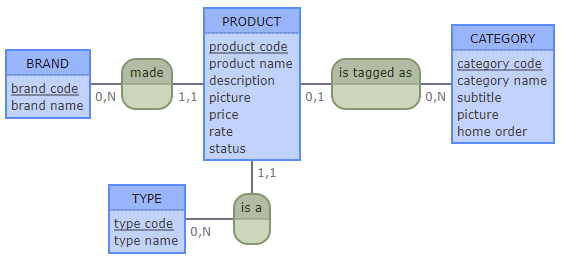 PRODUCT
product code
product name
description
picture
price
rate
status
BRAND
brand code
brand name
0,N
made
1,1
0,1
is tagged as
0,N
CATEGORY
category code
category name
subtitle
picture
home order
1,1
is a
0,N
TYPE
type code
type name